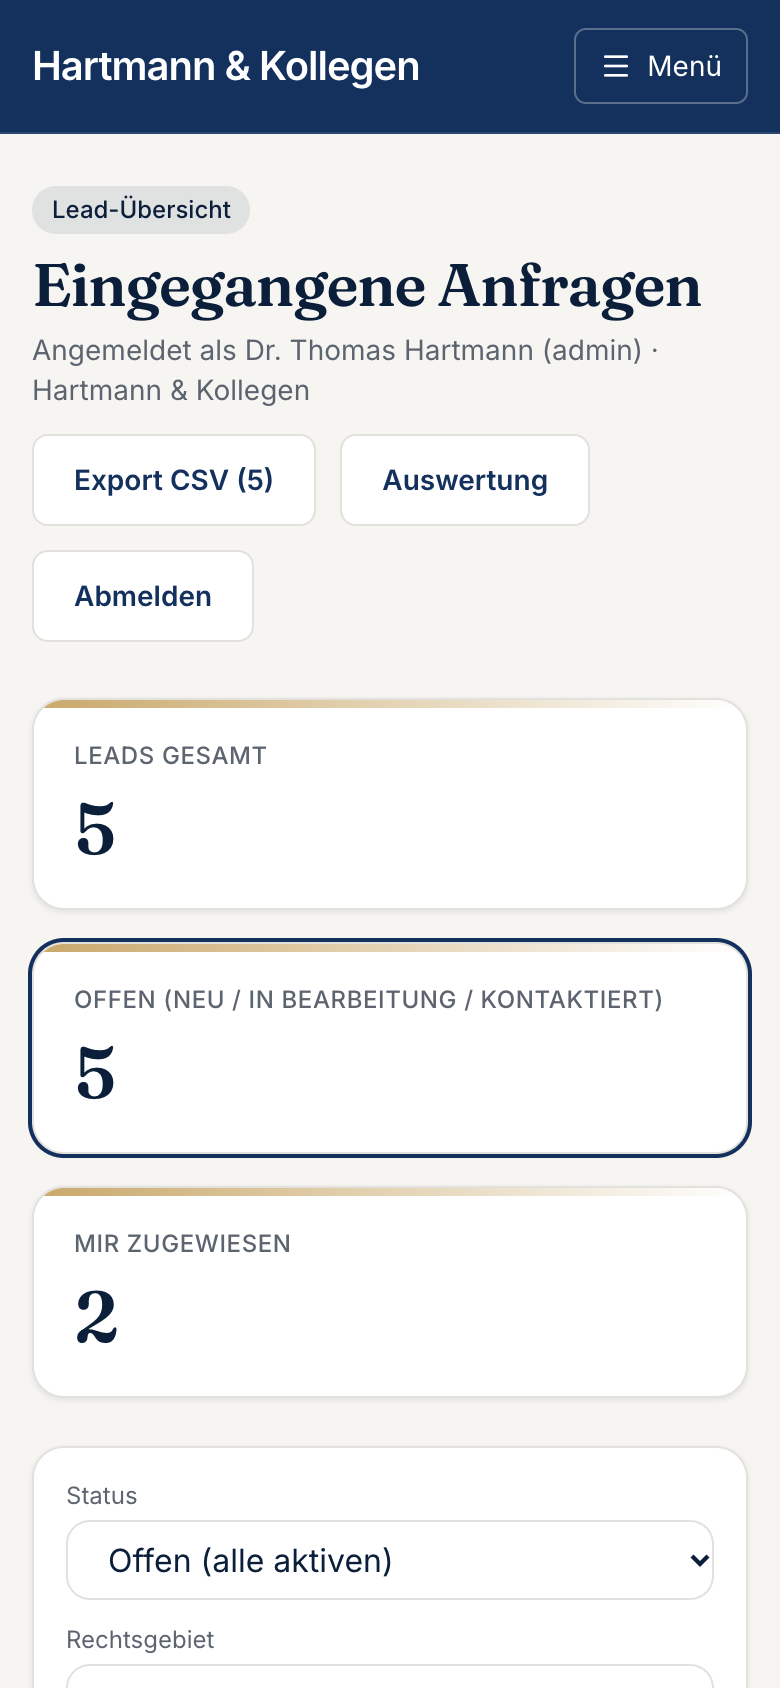 Hartmann & Kollegen
☰ Menü
Lead-Übersicht
Eingegangene Anfragen
Angemeldet als Dr. Thomas Hartmann (admin) ·
Hartmann & Kollegen
Export CSV (5)
Auswertung
Abmelden
LEADS GESAMT
5
OFFEN (NEU / IN BEARBEITUNG / KONTAKTIERT)
5
MIR ZUGEWIESEN
2
Status
Offen (alle aktiven)
Rechtsgebiet